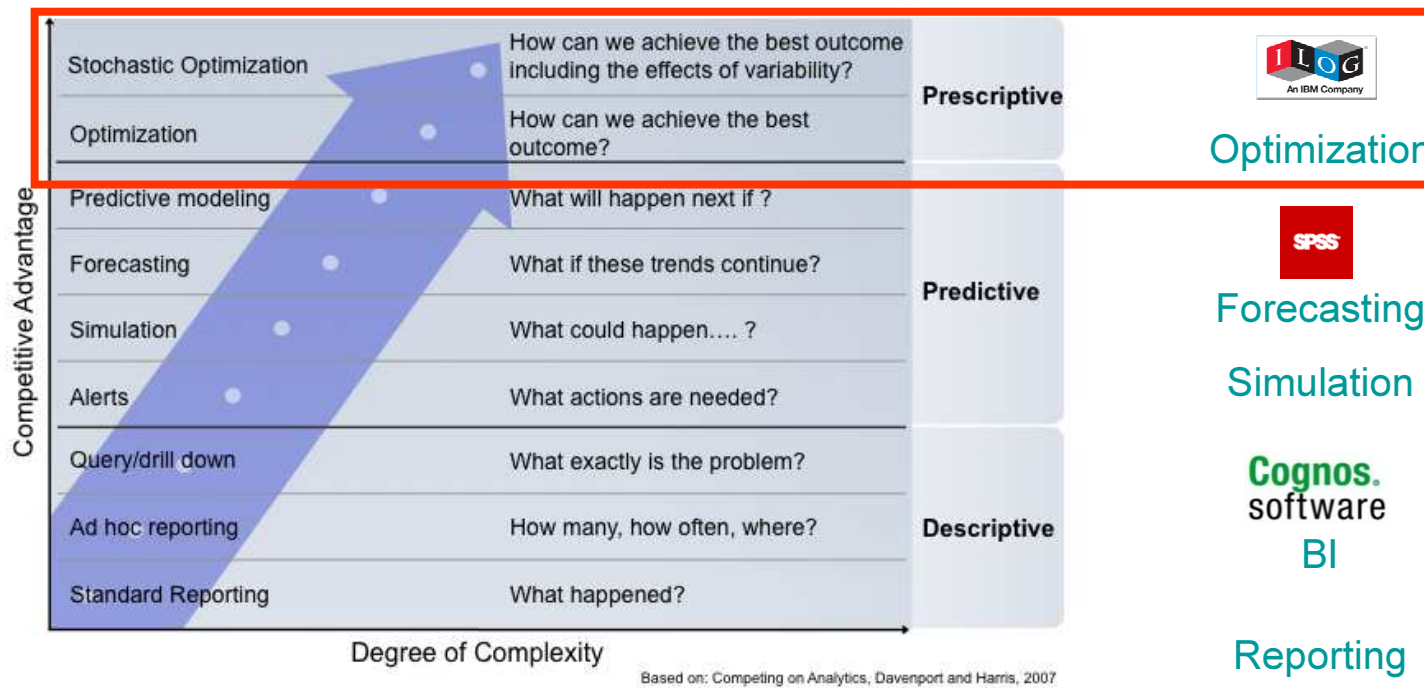 Competitive Advantage
Stochastic Optimization
How can we achieve the best outcome
including the effects of variability?
Optimization
How can we achieve the best
outcome?
Prescriptive
Predictive modeling
What will happen next if ?
Forecasting
What if these trends continue?
Simulation
What could happen.... ?
Alerts
What actions are needed?
Predictive
Query/drill down
What exactly is the problem?
Ad hoc reporting
How many, how often, where?
Standard Reporting
What happened?
Descriptive
Degree of Complexity
Based on: Competing on Analytics, Davenport and Harris, 2007
ILOG
An IBM Company
Optimization
SPSS
Forecasting
Simulation
Cognos.
software
BI
Reporting